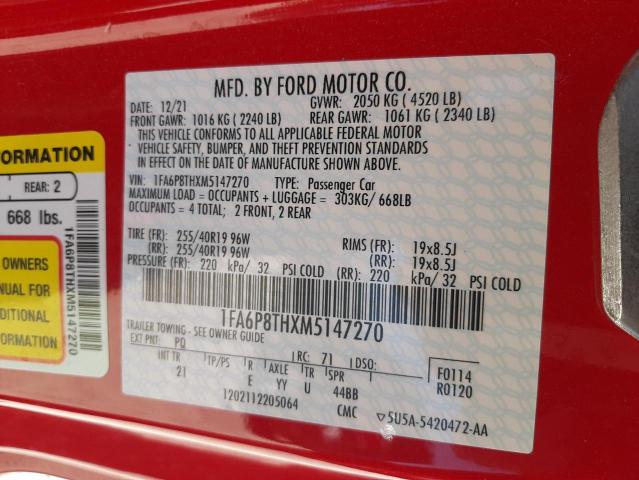 MFD. BY FORD MOTOR CO.
DATE: 12/21 GVWR: 2050 KG ( 4520 LB)
FRONT GAWR: 1016 KG ( 2240 LB) REAR GAWR: 1061 KG ( 2340 LB)
THIS VEHICLE CONFORMS TO ALL APPLICABLE FEDERAL MOTOR
VEHICLE SAFETY, BUMPER, AND THEFT PREVENTION STANDARDS
IN EFFECT ON THE DATE OF MANUFACTURE SHOWN ABOVE.
VIN: 1FA6P8THXM5147270 TYPE: Passenger Car
MAXIMUM LOAD = OCCUPANTS + LUGGAGE = 303KG/ 668LB
OCCUPANTS = 4 TOTAL; 2 FRONT, 2 REAR
TIRE (FR): 255/40R19 96W RIMS (FR): 19x8.5J
(RR): 255/40R19 96W (RR): 19x8.5J
PRESSURE (FR): 220 kPa/ 32 PSI COLD (RR): 220 kPa/ 32 PSI COLD
1FA6P8THXM5147270
TRAILER TOWING - SEE OWNER GUIDE
EXT PNT: PQ RC: 71 DSO: F0114
INT TR TP/PS R AXLE TR SPR R0120
21 E YY U 44BB
1202112205064 CMC ▽5U5A-5420472-AA
FORMATION
REAR: 2
668 lbs.
OWNERS
NUAL FOR
DITIONAL
FORMATION
1FA6P8THXM5147270